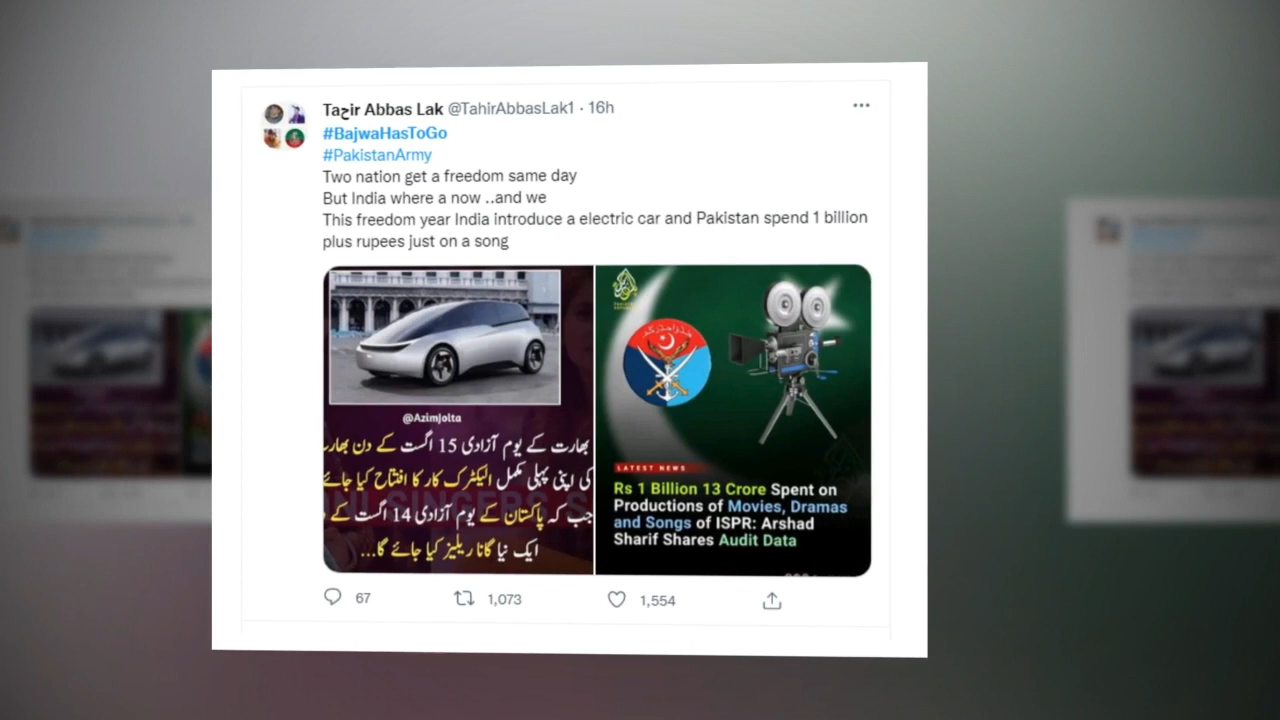 Taحir Abbas Lak @TahirAbbasLak1 · 16h
#BajwaHasToGo
#PakistanArmy
Two nation get a freedom same day
But India where a now ..and we
This freedom year India introduce a electric car and Pakistan spend 1 billion
plus rupees just on a song
@AzimJolta
بھارت کے یوم آزادی 15 اگست کے دن بھارت
کی اپنی پہلی مکمل الیکٹرک کار کا افتتاح کیا جائے
جب کہ پاکستان کے یوم آزادی 14 اگست کے
ایک نیا گانا ریلیز کیا جائے گا...
LATEST NEWS
Rs 1 Billion 13 Crore Spent on
Productions of Movies, Dramas
and Songs of ISPR: Arshad
Sharif Shares Audit Data
67 1,073 1,554